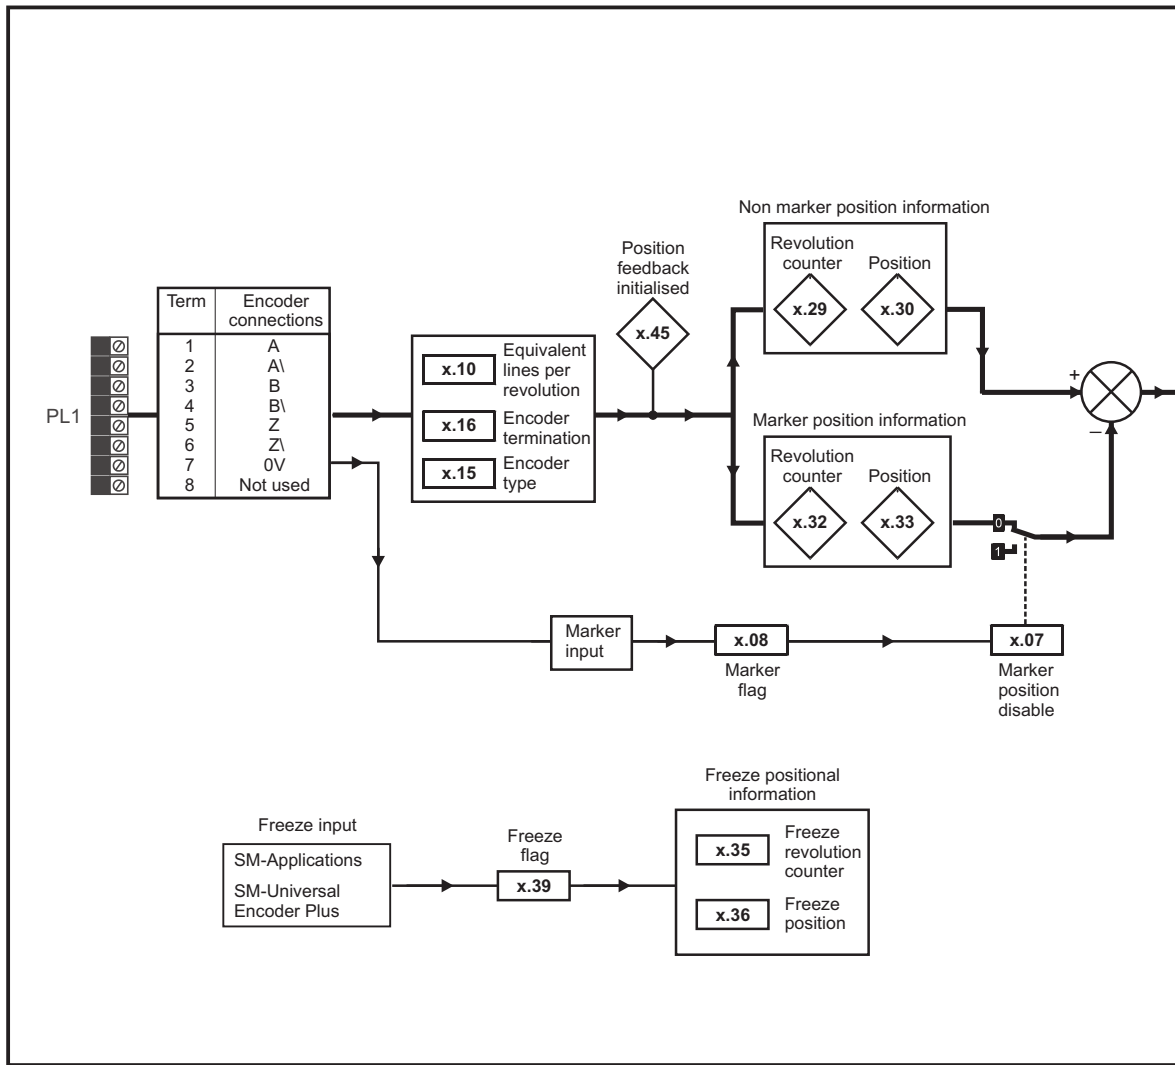 Non marker position information
Revolution
counter
Position
x.29
x.30
Position
feedback
initialised
x.45
Term
Encoder
connections
1 A
2 A\
3 B
4 B\
5 Z
6 Z\
7 0V
8 Not used
PL1
x.10
Equivalent
lines per
revolution
x.16
Encoder
termination
x.15
Encoder
type
+
–
Marker position information
Revolution
counter
Position
x.32
x.33
0
1
Marker
input
x.08
Marker
flag
x.07
Marker
position
disable
Freeze input
SM-Applications
SM-Universal
Encoder Plus
Freeze
flag
x.39
Freeze positional
information
x.35
Freeze
revolution
counter
x.36
Freeze
position